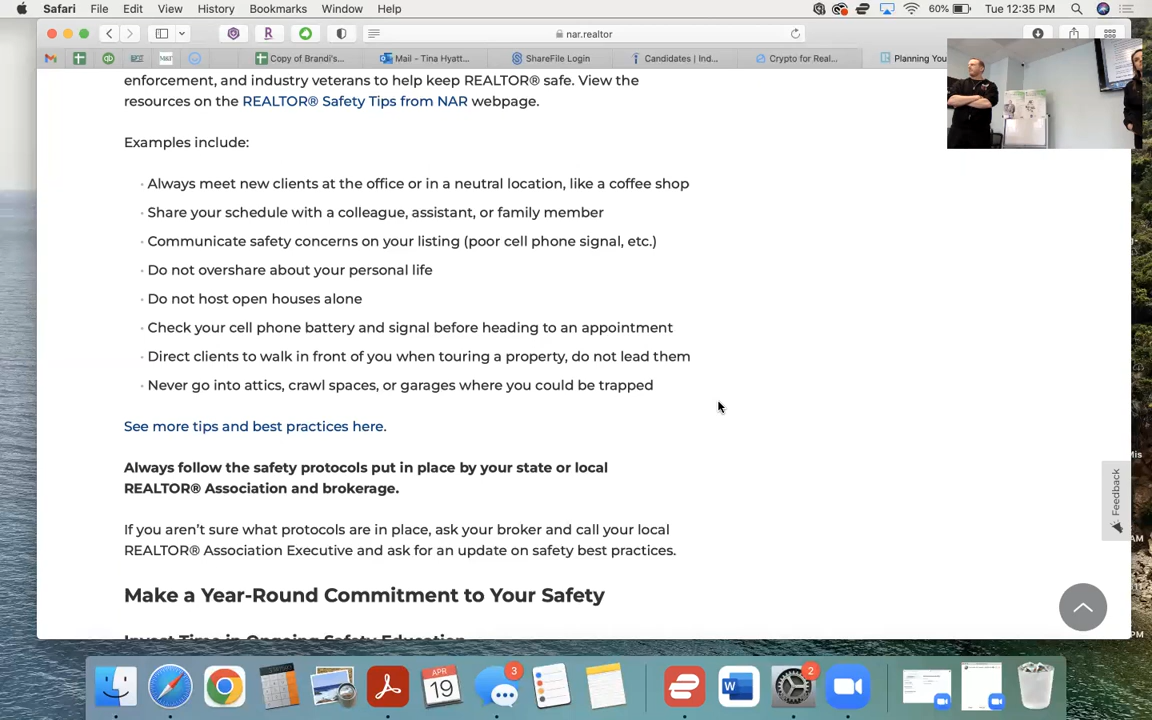 Safari File Edit View History Bookmarks Window Help 60% Tue 12:35 PM
nar.realtor
Copy of Brandi's... Mail - Tina Hyatt... ShareFile Login Candidates | Ind... Crypto for Real... Planning You
enforcement, and industry veterans to help keep REALTOR® safe. View the
resources on the REALTOR® Safety Tips from NAR webpage.
Examples include:
· Always meet new clients at the office or in a neutral location, like a coffee shop
· Share your schedule with a colleague, assistant, or family member
· Communicate safety concerns on your listing (poor cell phone signal, etc.)
· Do not overshare about your personal life
· Do not host open houses alone
· Check your cell phone battery and signal before heading to an appointment
· Direct clients to walk in front of you when touring a property, do not lead them
· Never go into attics, crawl spaces, or garages where you could be trapped
See more tips and best practices here.
Always follow the safety protocols put in place by your state or local
REALTOR® Association and brokerage.
If you aren't sure what protocols are in place, ask your broker and call your local
REALTOR® Association Executive and ask for an update on safety best practices.
Make a Year-Round Commitment to Your Safety
Invest Time in Ongoing Safety Education
Feedback
APR
19
3
2